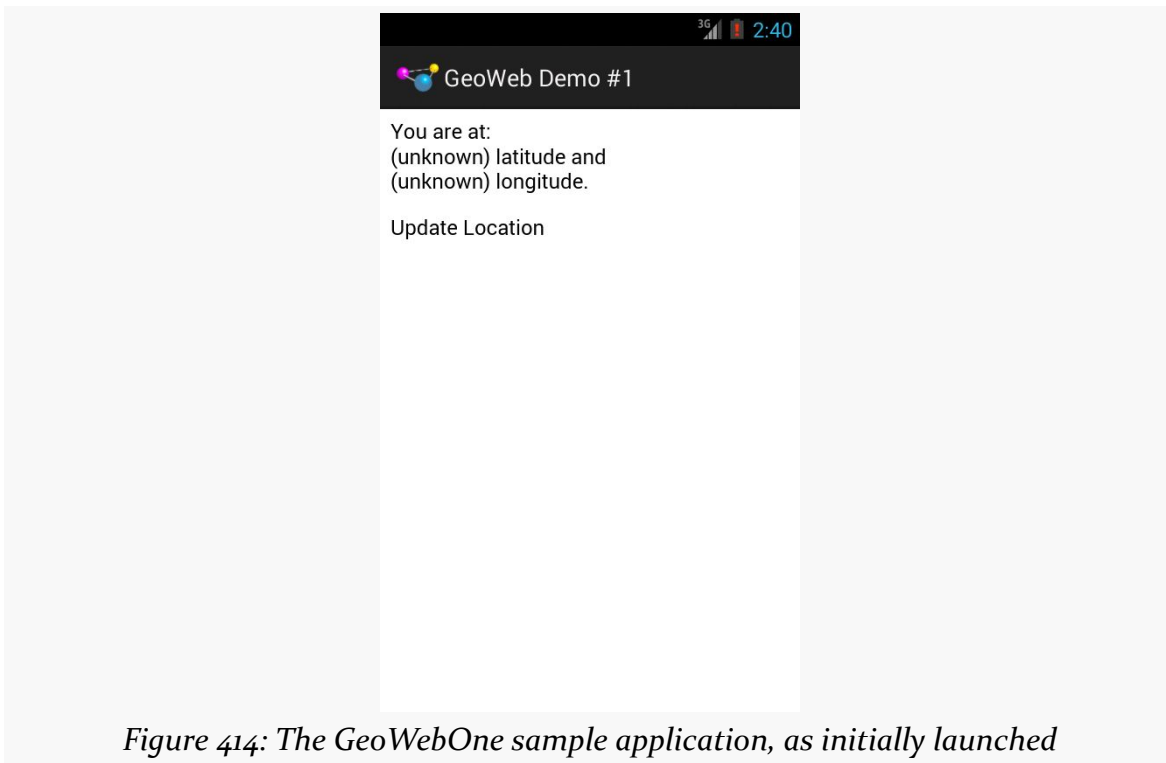 3G 2:40
GeoWeb Demo #1
You are at:
(unknown) latitude and
(unknown) longitude.
Update Location
Figure 414: The GeoWebOne sample application, as initially launched